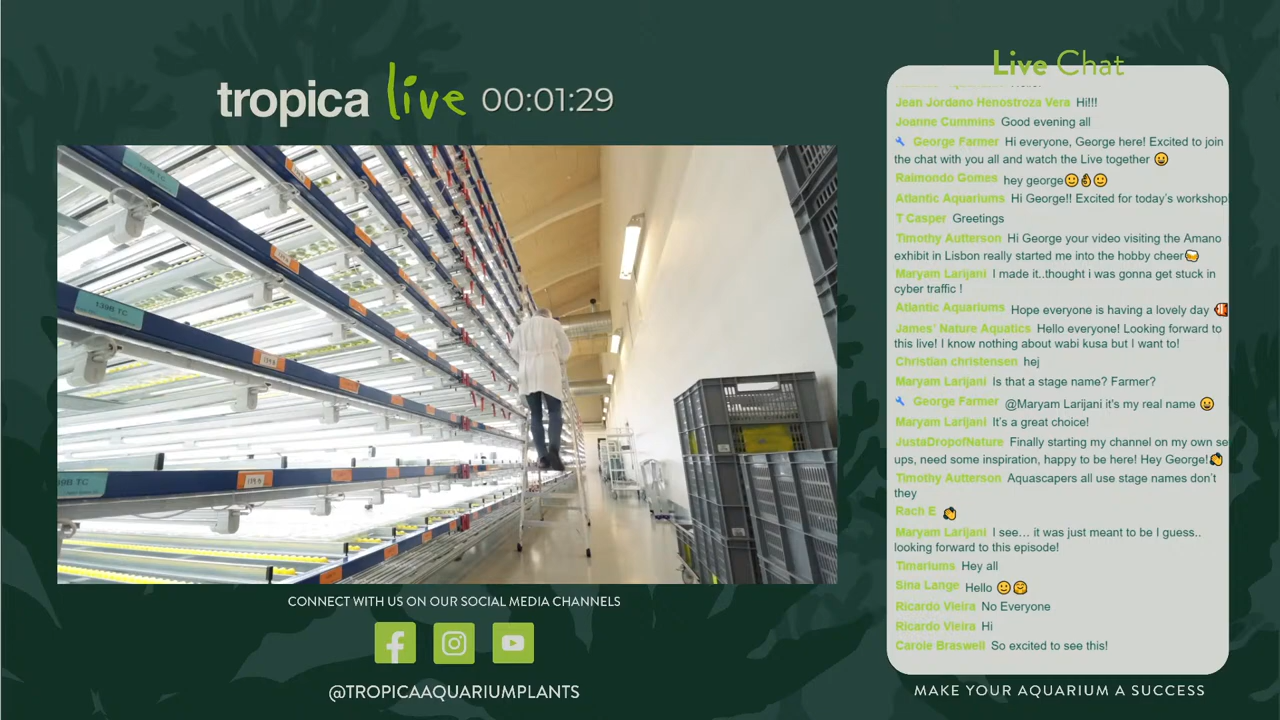 tropica live 00:01:29
139B TC
139B TC
139B
Live Chat
Jean Jordano Henostroza Vera Hi!!!
Joanne Cummins Good evening all
George Farmer Hi everyone, George here! Excited to join
the chat with you all and watch the Live together 😃
Raimondo Gomes hey george🙂👌🙂
Atlantic Aquariums Hi George!! Excited for today's workshop
T Casper Greetings
Timothy Autterson Hi George your video visiting the Amano
exhibit in Lisbon really started me into the hobby cheer🍻
Maryam Larijani I made it..thought i was gonna get stuck in
cyber traffic !
Atlantic Aquariums Hope everyone is having a lovely day 🐠
James' Nature Aquatics Hello everyone! Looking forward to
this live! I know nothing about wabi kusa but I want to!
Christian christensen hej
Maryam Larijani Is that a stage name? Farmer?
George Farmer @Maryam Larijani it's my real name 😃
Maryam Larijani It's a great choice!
JustaDropofNature Finally starting my channel on my own se
ups, need some inspiration, happy to be here! Hey George!👏
Timothy Autterson Aquascapers all use stage names don't
they
Rach E 👏
Maryam Larijani I see... it was just meant to be I guess..
looking forward to this episode!
Timariums Hey all
Sina Lange Hello 🙂🤗
Ricardo Vieira No Everyone
Ricardo Vieira Hi
Carole Braswell So excited to see this!
CONNECT WITH US ON OUR SOCIAL MEDIA CHANNELS
@TROPICAAQUARIUMPLANTS
MAKE YOUR AQUARIUM A SUCCESS